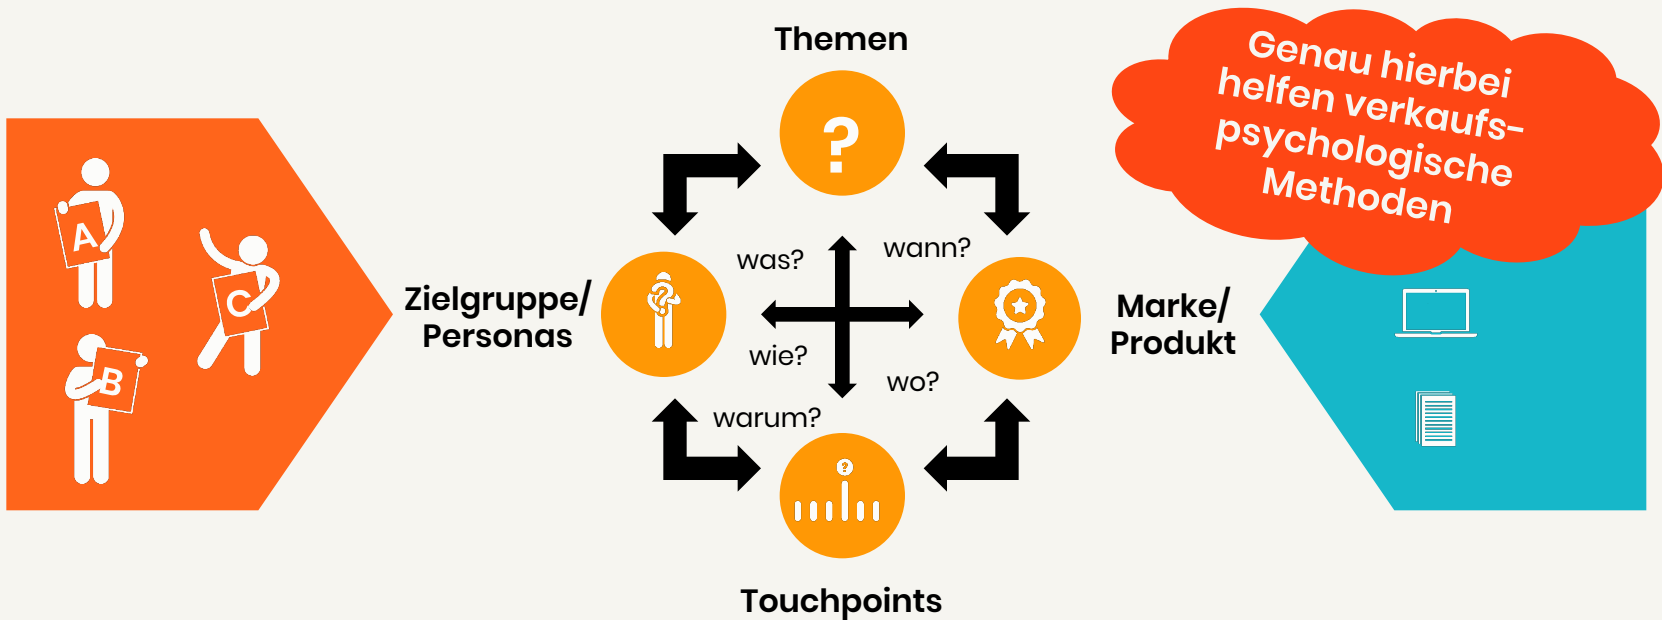 Themen
?
Genau hierbei
helfen verkaufs-
psychologische
Methoden
A
C
B
Zielgruppe/
Personas
?
was?
wann?
wie?
wo?
warum?
Marke/
Produkt
?
Touchpoints